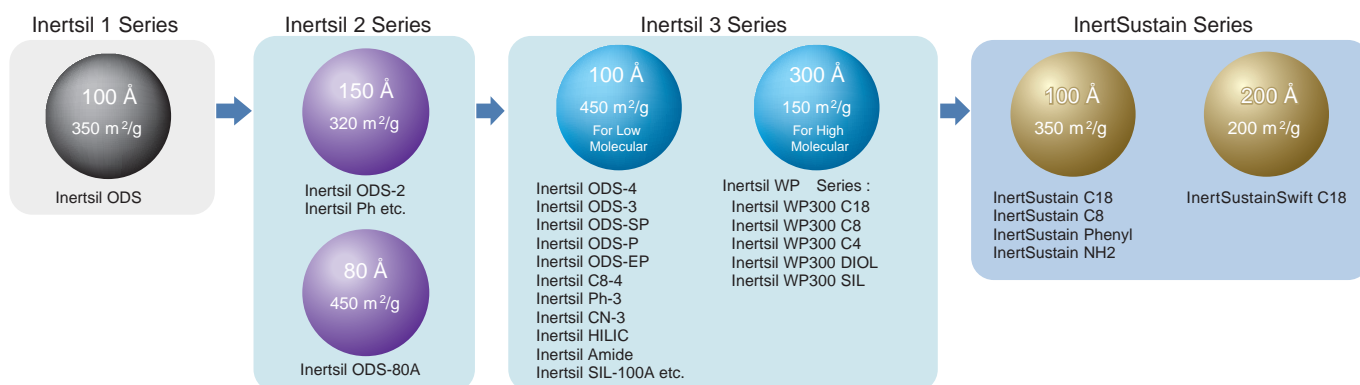 Inertsil 1 Series
100 Å
350 m²/g
Inertsil ODS
Inertsil 2 Series
150 Å
320 m²/g
Inertsil ODS-2
Inertsil Ph etc.
80 Å
450 m²/g
Inertsil ODS-80A
Inertsil 3 Series
100 Å
450 m²/g
For Low
Molecular
Inertsil ODS-4
Inertsil ODS-3
Inertsil ODS-SP
Inertsil ODS-P
Inertsil ODS-EP
Inertsil C8-4
Inertsil Ph-3
Inertsil CN-3
Inertsil HILIC
Inertsil Amide
Inertsil SIL-100A etc.
300 Å
150 m²/g
For High
Molecular
Inertsil WP Series :
Inertsil WP300 C18
Inertsil WP300 C8
Inertsil WP300 C4
Inertsil WP300 DIOL
Inertsil WP300 SIL
InertSustain Series
100 Å
350 m²/g
InertSustain C18
InertSustain C8
InertSustain Phenyl
InertSustain NH2
200 Å
200 m²/g
InertSustainSwift C18